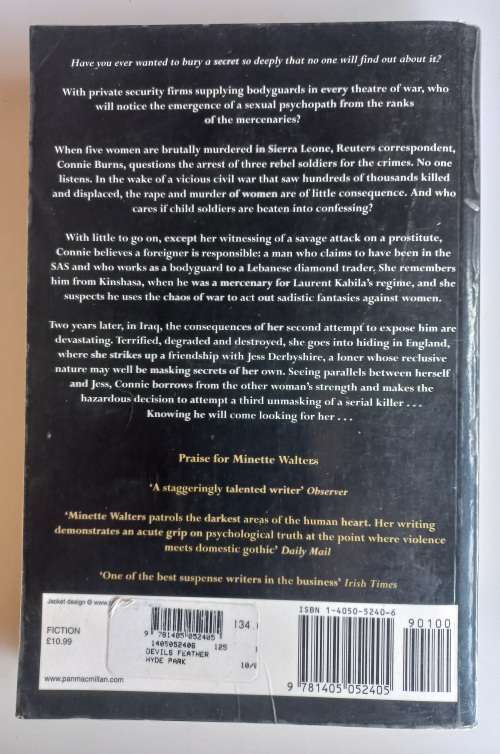 Have you ever wanted to bury a secret so deeply that no one will find out about it?
With private security firms supplying bodyguards in every theatre of war, who
will notice the emergence of a sexual psychopath from the ranks
of the mercenaries?
When five women are brutally murdered in Sierra Leone, Reuters correspondent,
Connie Burns, questions the arrest of three rebel soldiers for the crimes. No one
listens. In the wake of a vicious civil war that saw hundreds of thousands killed
and displaced, the rape and murder of women are of little consequence. And who
cares if child soldiers are beaten into confessing?
With little to go on, except her witnessing of a savage attack on a prostitute,
Connie believes a foreigner is responsible: a man who claims to have been in the
SAS and who works as a bodyguard to a Lebanese diamond trader. She remembers
him from Kinshasa, when he was a mercenary for Laurent Kabila's regime, and she
suspects he uses the chaos of war to act out sadistic fantasies against women.
Two years later, in Iraq, the consequences of her second attempt to expose him are
devastating. Terrified, degraded and destroyed, she goes into hiding in England,
where she strikes up a friendship with Jess Derbyshire, a loner whose reclusive
nature may well be masking secrets of her own. Seeing parallels between herself
and Jess, Connie borrows from the other woman's strength and makes the
hazardous decision to attempt a third unmasking of a serial killer . . .
Knowing he will come looking for her . . .
Praise for Minette Walters
'A staggeringly talented writer' Observer
'Minette Walters patrols the darkest areas of the human heart. Her writing
demonstrates an acute grip on psychological truth at the point where violence
meets domestic gothic' Daily Mail
'One of the best suspense writers in the business' Irish Times
Jacket design ©
FICTION
£10.99
www.panmacmillan.com
134
9 781405 052405
1405052406 125
DEVILS FEATHER
HYDE PARK
10/
ISBN 1-4050-5240-6
90100
9 781405 052405